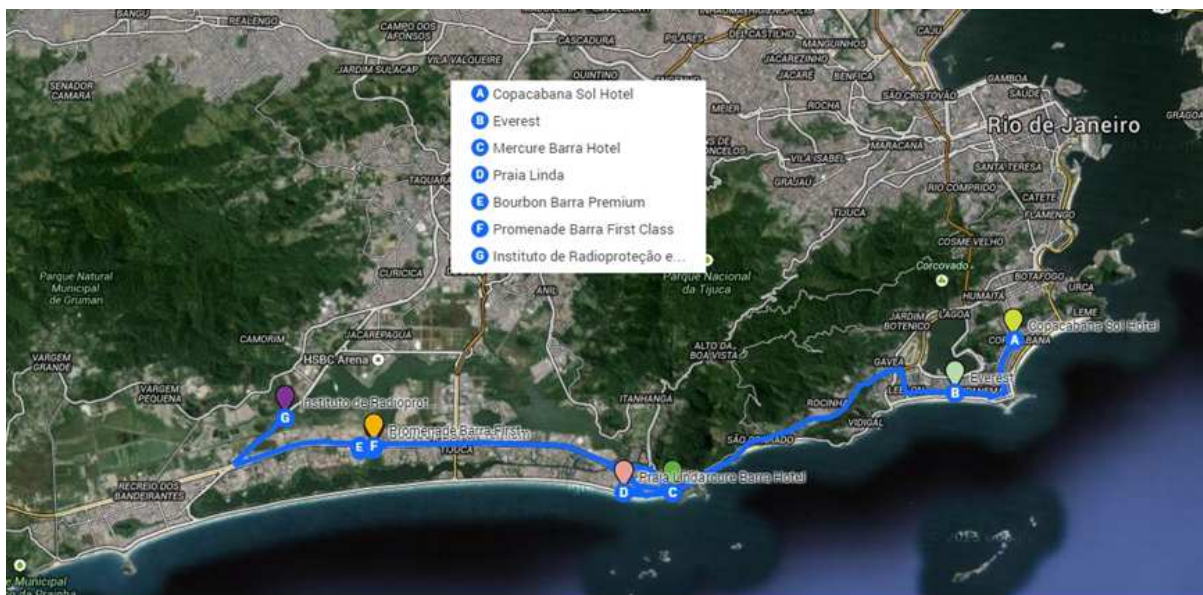 BANGU
REALENGO
CAMPO DOS
AFONSOS
VILA VALQUEIRE
CASCADURA
PILARES
DEL CASTILHO
MANGUINHOS
CAJU
SENADOR
CAMARÁ
JARDIM SULACAP
QUINTINO
JACAREZINHO
JACARÉ
BENFICA
SÃO CRISTÓVÃO
GAMBOA
SAÚDE
MEIER
ROCHA
MARACANÃ
VILA ISABEL
GRAJAÚ
Rio de Janeiro
GRAGOA
A Copacabana Sol Hotel
B Everest
C Mercure Barra Hotel
D Praia Linda
E Bourbon Barra Premium
F Promenade Barra First Class
G Instituto de Radioproteção e...
TAQUARA
SANTA TERESA
RIO COMPRIDO
CATETE
FLAMENGO
TIJUCA
COSME VELHO
Parque Natural
Municipal
de Gruman
CURICICA
ANIL
Parque Nacional
da Tijuca
Corcovado
BOTAFOGO
URCA
HUMAITÁ
LEME
JARDIM
BOTÂNICO
LAGOA
Copacabana Sol Hotel
A
CAMORIM
JACAREPAGUÁ
HSBC Arena
ALTO DA
BOA VISTA
GÁVEA
VARGEM
GRANDE
VARGEM
PEQUENA
ITANHANGÁ
ROCINHA
Everest
B
VIDIGAL
Instituto de Radioprot...
G
Promenade Barra First
E F
TIJUCA
RECREIO DOS
BANDEIRANTES
Praia Linda
D C